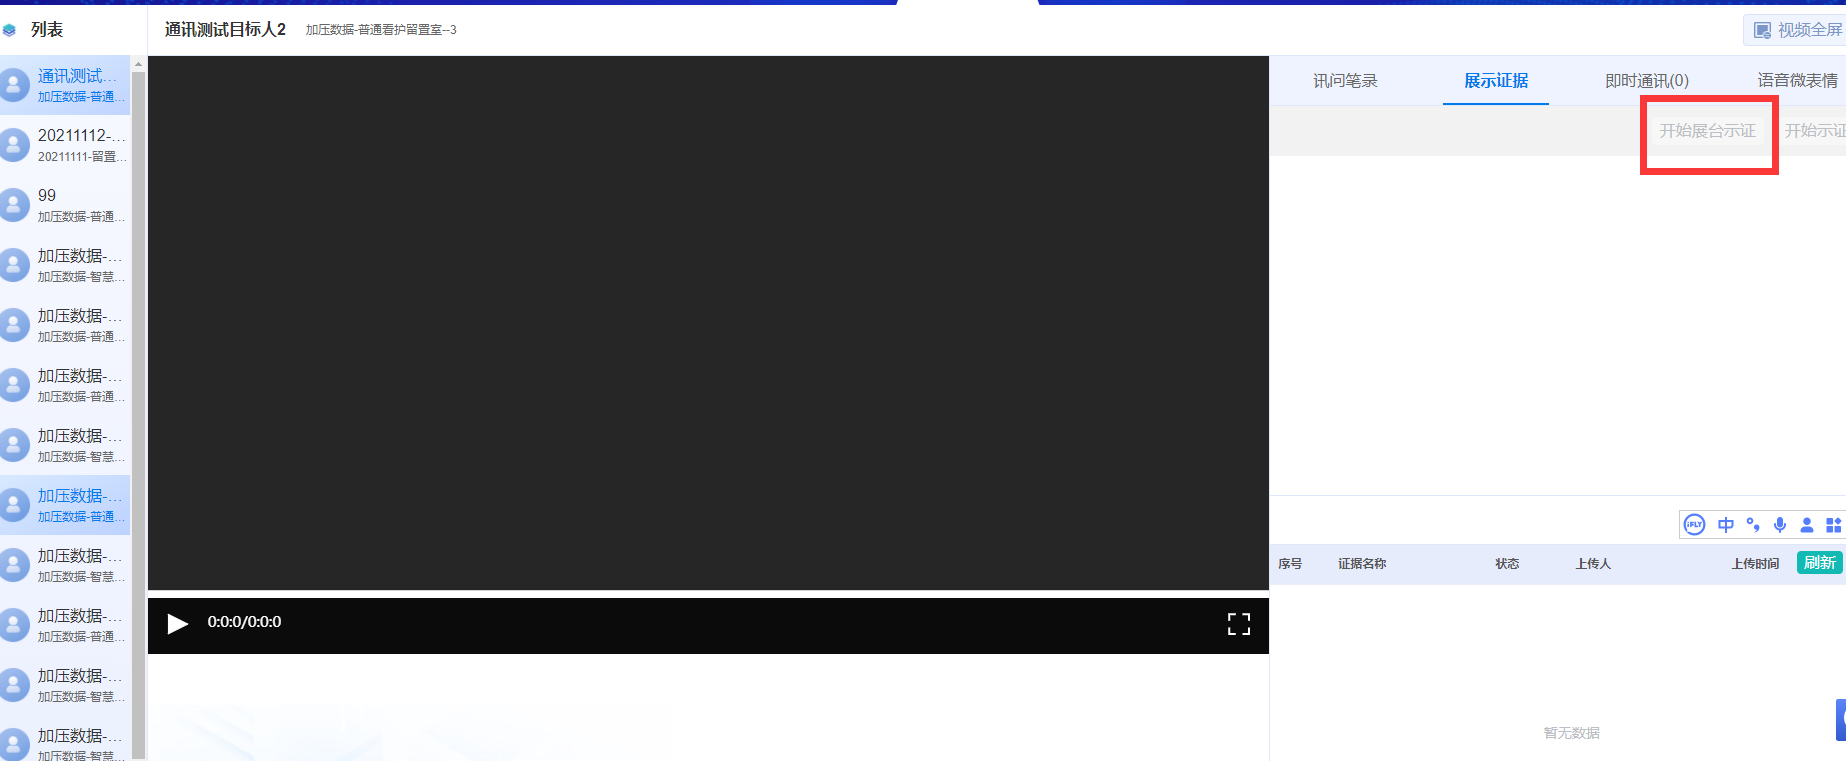 列表
通讯测试目标人2
加压数据-普通看护留置室--3
视频全屏
通讯测试...
加压数据-普通...
20211112-...
20211111-留置...
99
加压数据-普通...
加压数据-...
加压数据-智慧...
加压数据-...
加压数据-普通...
加压数据-...
加压数据-普通...
加压数据-...
加压数据-智慧...
加压数据-...
加压数据-普通...
加压数据-...
加压数据-智慧...
加压数据-...
加压数据-普通...
加压数据-...
加压数据-智慧...
加压数据-...
加压数据-智慧...
0:0:0/0:0:0
讯问笔录
展示证据
即时通讯(0)
语音微表情
开始展台示证
开始示证
iFLY
中
序号
证据名称
状态
上传人
上传时间
刷新
暂无数据